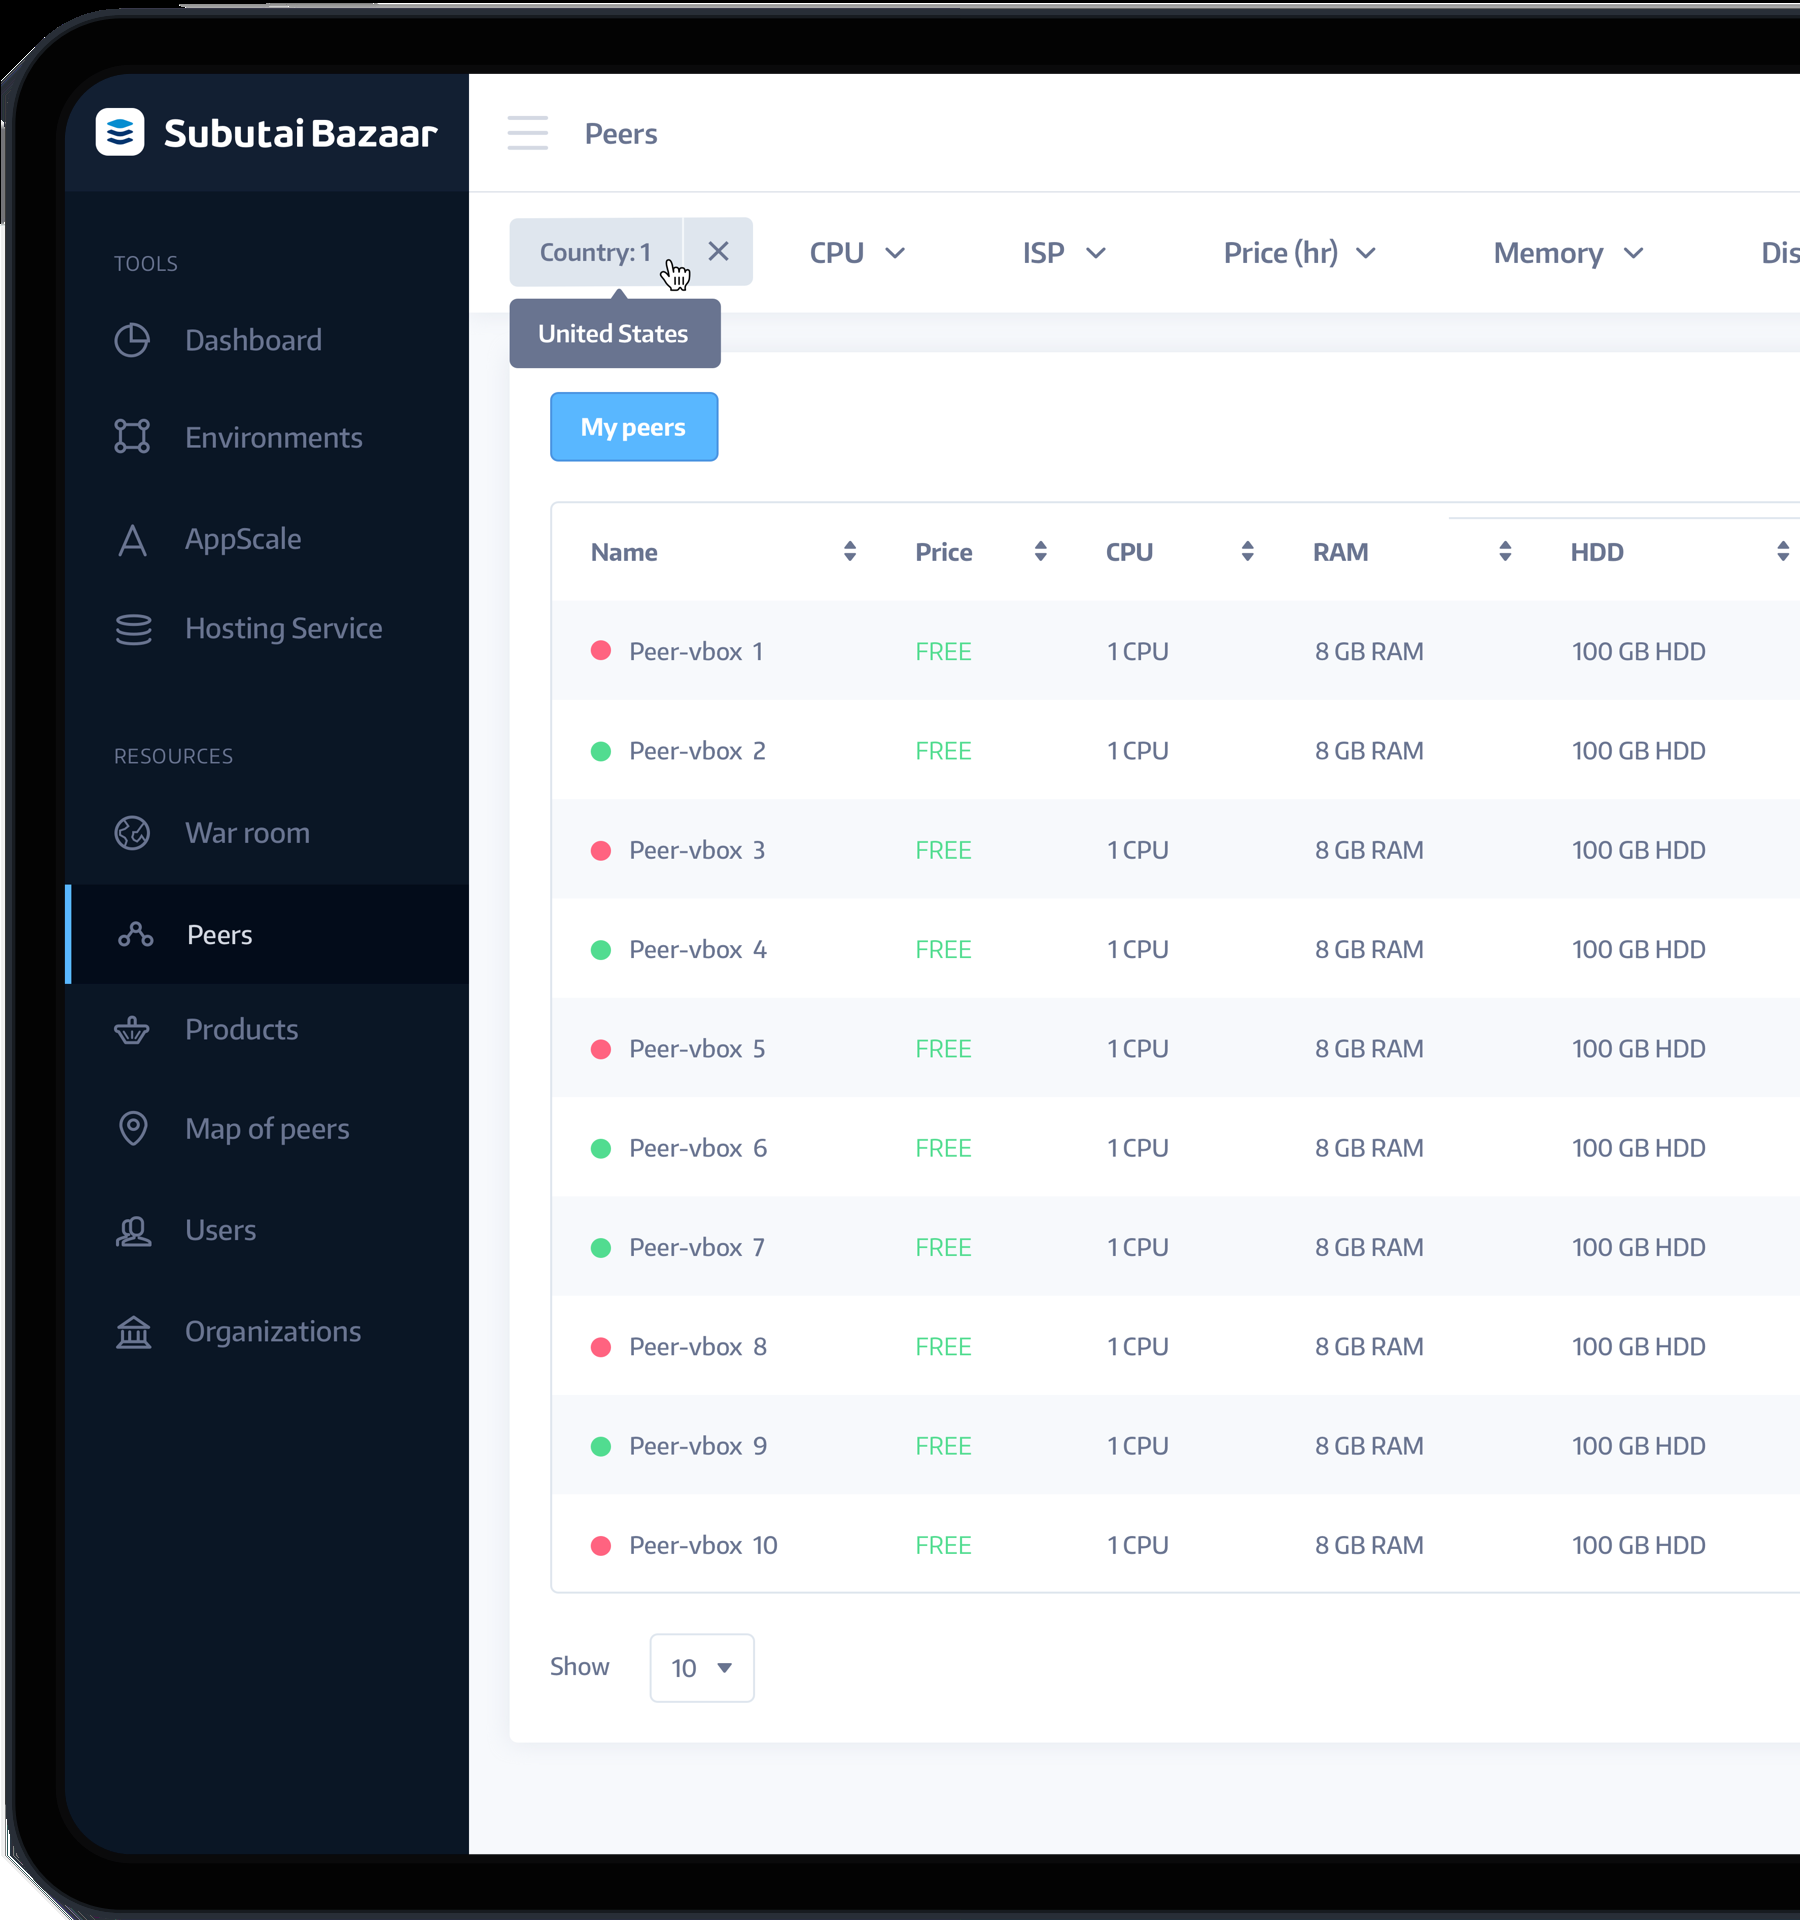 Subutai Bazaar
Peers
TOOLS
Dashboard
Environments
AppScale
Hosting Service
RESOURCES
War room
Peers
Products
Map of peers
Users
Organizations
Country: 1
CPU
ISP
Price (hr)
Memory
Dis
United States
My peers
Name Price CPU RAM HDD
Peer-vbox 1 FREE 1 CPU 8 GB RAM 100 GB HDD
Peer-vbox 2 FREE 1 CPU 8 GB RAM 100 GB HDD
Peer-vbox 3 FREE 1 CPU 8 GB RAM 100 GB HDD
Peer-vbox 4 FREE 1 CPU 8 GB RAM 100 GB HDD
Peer-vbox 5 FREE 1 CPU 8 GB RAM 100 GB HDD
Peer-vbox 6 FREE 1 CPU 8 GB RAM 100 GB HDD
Peer-vbox 7 FREE 1 CPU 8 GB RAM 100 GB HDD
Peer-vbox 8 FREE 1 CPU 8 GB RAM 100 GB HDD
Peer-vbox 9 FREE 1 CPU 8 GB RAM 100 GB HDD
Peer-vbox 10 FREE 1 CPU 8 GB RAM 100 GB HDD
Show 10